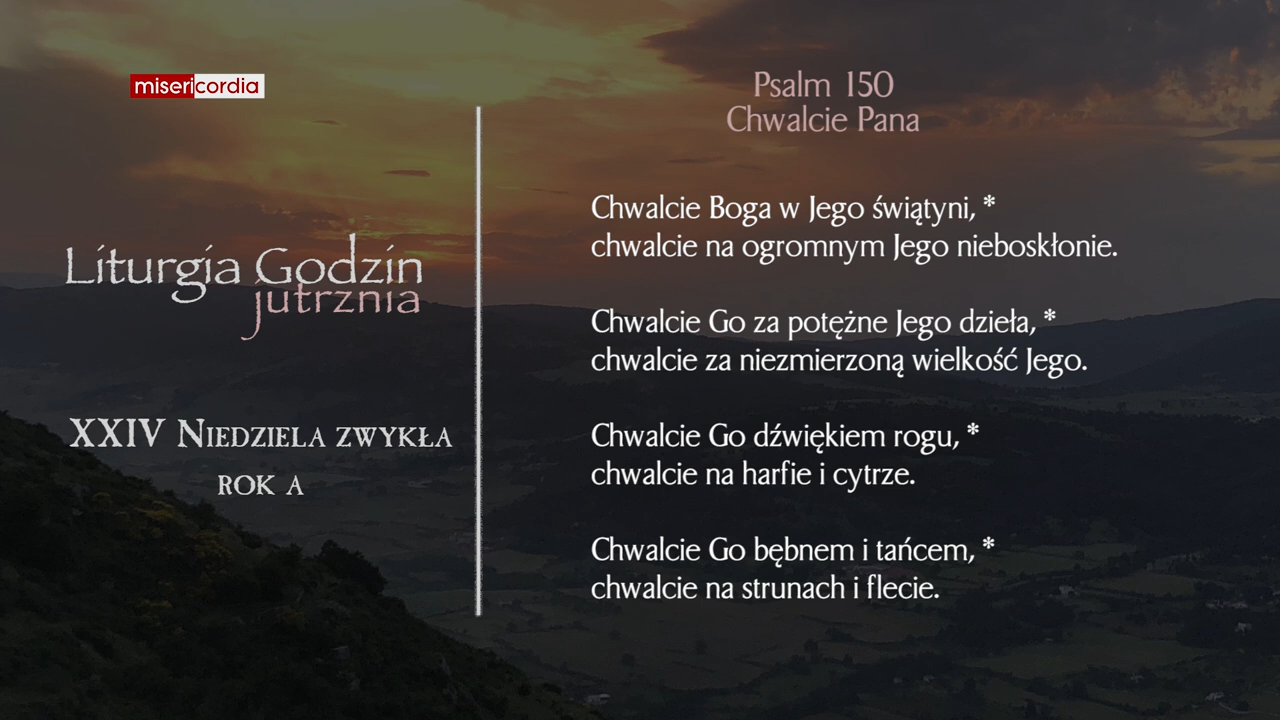 misericordia
Liturgia Godzin
jutrznia
XXIV Niedziela zwykła
rok A
Psalm 150
Chwalcie Pana
Chwalcie Boga w Jego świątyni, *
chwalcie na ogromnym Jego nieboskłonie.
Chwalcie Go za potężne Jego dzieła, *
chwalcie za niezmierzoną wielkość Jego.
Chwalcie Go dźwiękiem rogu, *
chwalcie na harfie i cytrze.
Chwalcie Go bębnem i tańcem, *
chwalcie na strunach i flecie.